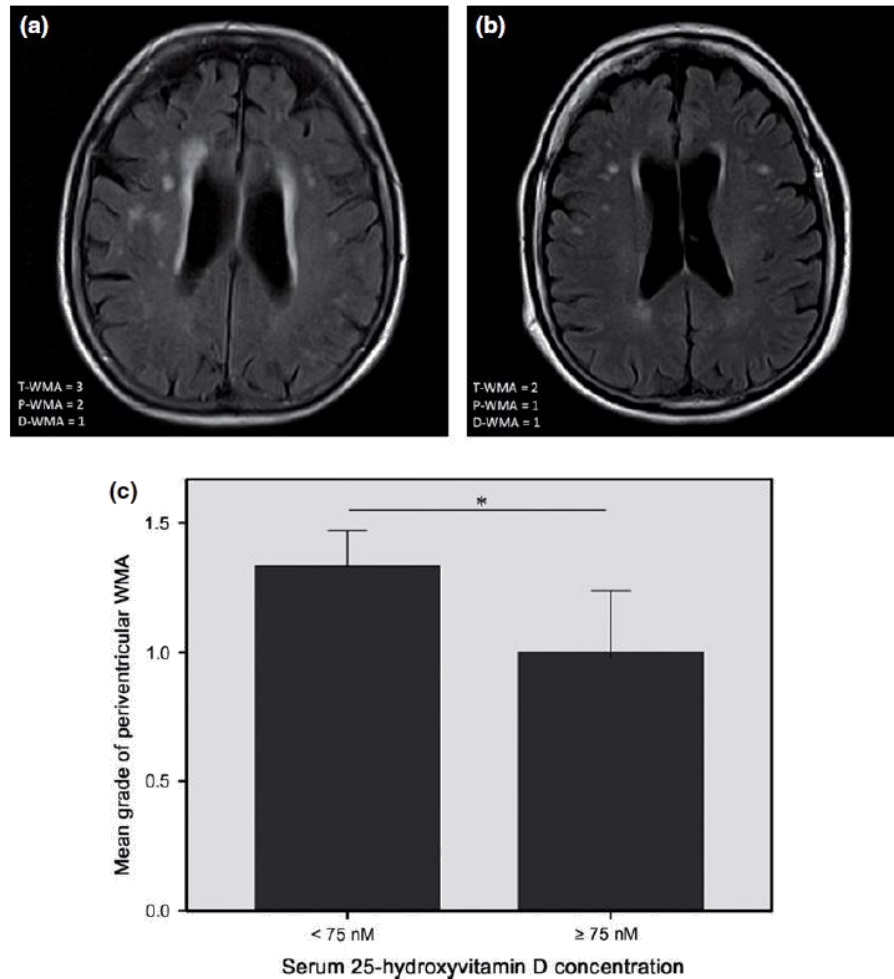 (a)
T-WMA = 3
P-WMA = 2
D-WMA = 1
(b)
T-WMA = 2
P-WMA = 1
D-WMA = 1
(c)
*
Mean grade of periventricular WMA
1.5
1.0
0.5
0.0
< 75 nM
≥ 75 nM
Serum 25-hydroxyvitamin D concentration